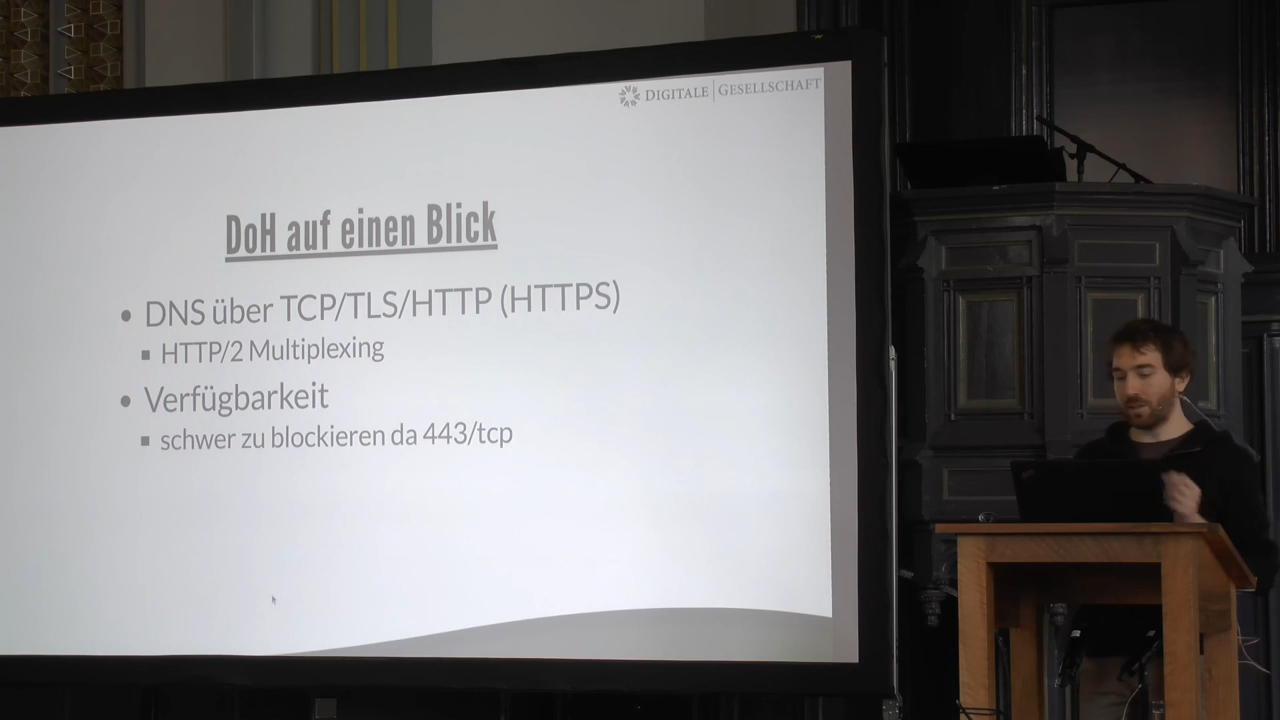 DIGITALE | GESELLSCHAFT
DoH auf einen Blick
• DNS über TCP/TLS/HTTP (HTTPS)
▪ HTTP/2 Multiplexing
• Verfügbarkeit
▪ schwer zu blockieren da 443/tcp